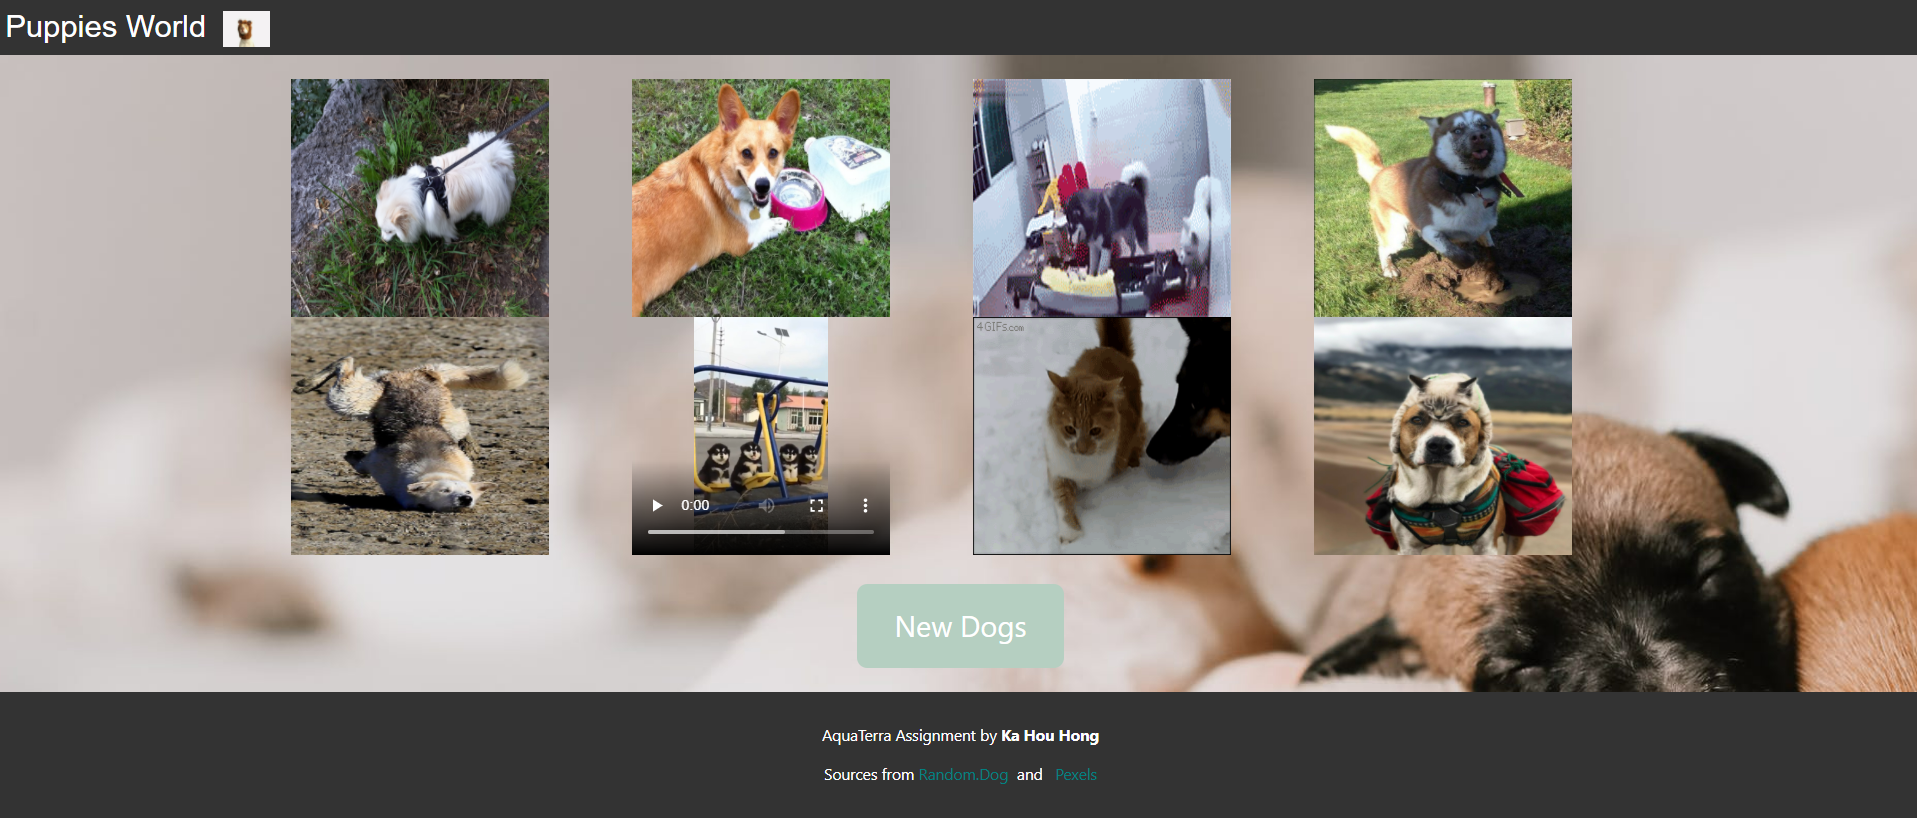 Puppies World
4GIFs.com
0:00
New Dogs
AquaTerra Assignment by Ka Hou Hong
Sources from Random.Dog and Pexels